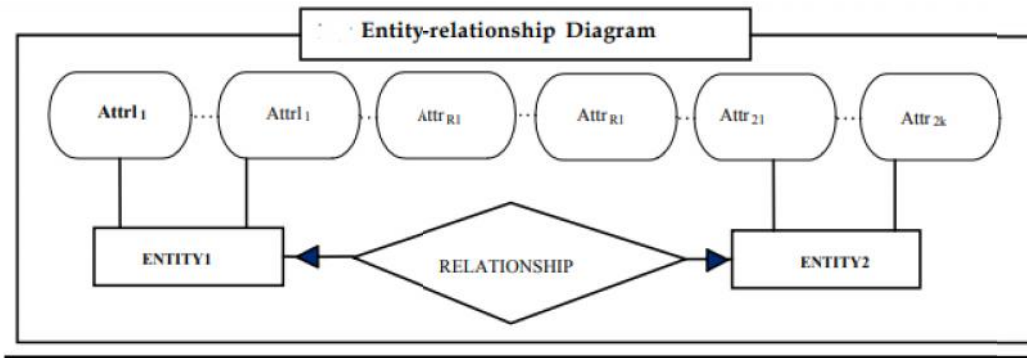 Entity-relationship Diagram
Attrl 1 ... Attrl 1 ... Attr R1 ... Attr R1 ... Attr 21 ... Attr 2k
ENTITY1
RELATIONSHIP
ENTITY2